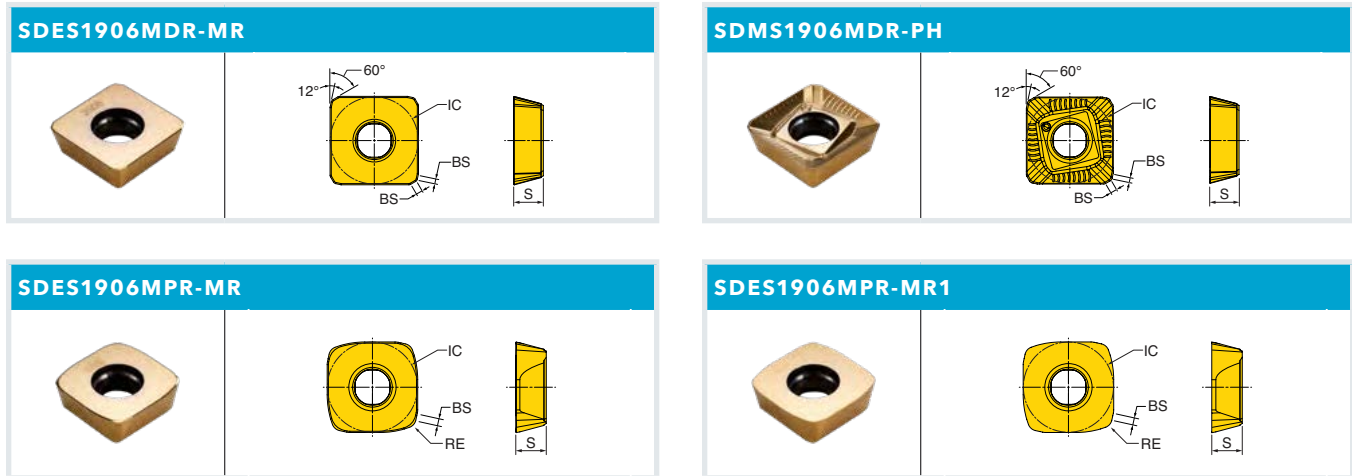 SDES1906MDR-MR
60°
12°
IC
BS
BS
S
SDMS1906MDR-PH
60°
12°
IC
BS
BS
S
SDES1906MPR-MR
IC
BS
RE
S
SDES1906MPR-MR1
IC
BS
RE
S